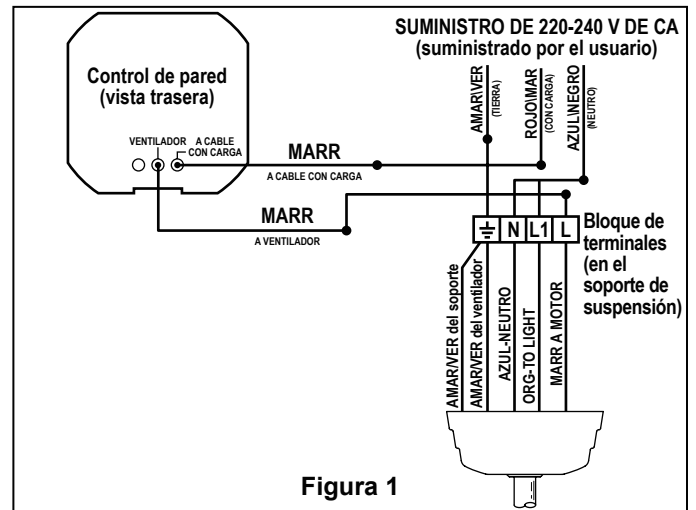 SUMINISTRO DE 220-240 V DE CA
(suministrado por el usuario)
Control de pared
(vista trasera)
VENTILADOR
A CABLE
CON CARGA
AMAR\VER
(TIERRA)
ROJO\MAR
(CON CARGA)
AZUL\NEGRO
(NEUTRO)
MARR
A CABLE CON CARGA
MARR
A VENTILADOR
N L1 L
Bloque de
terminales
(en el
soporte de
suspensión)
AMAR/VER del soporte
AMAR/VER del ventilador
AZUL-NEUTRO
ORG-TO LIGHT
MARR A MOTOR
Figura 1